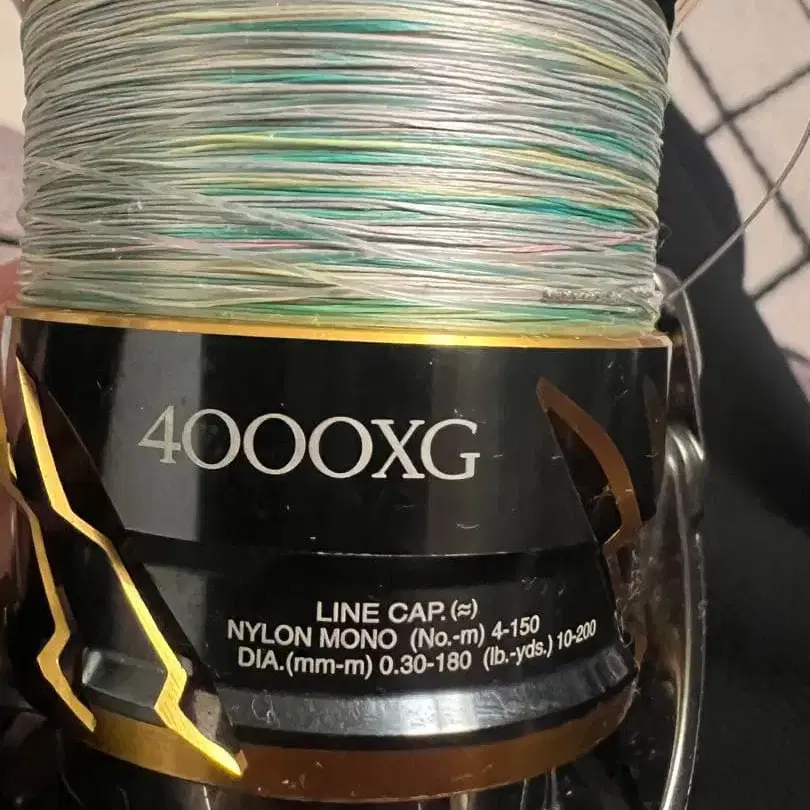 4000XG
LINE CAP. (≈)
NYLON MONO (No.-m) 4-150
DIA.(mm-m) 0.30-180 (lb.-yds.) 10-200